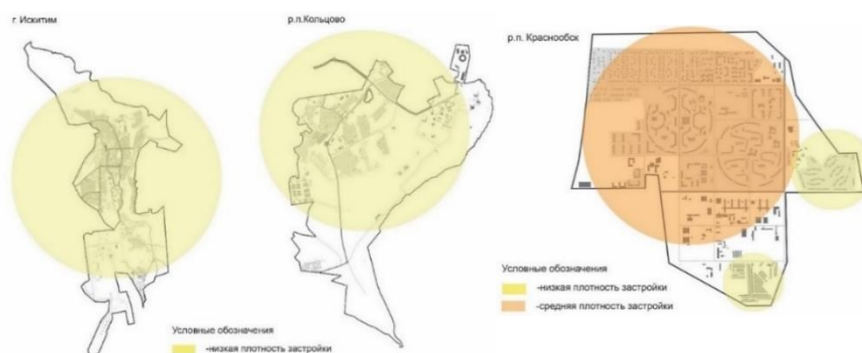 г. Искитим
р.п.Кольцово
р.п. Краснообск
Условные обозначения
-низкая плотность застройки
-средняя плотность застройки
Условные обозначения
-низкая плотность застройки